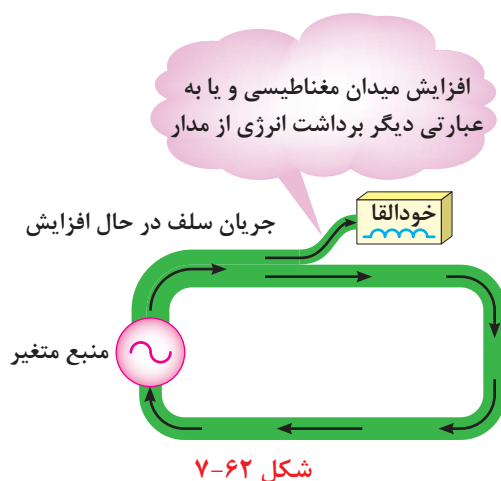 افزایش میدان مغناطیسی و یا به
عبارتی دیگر برداشت انرژی از مدار
خودالقا
جریان سلف در حال افزایش
منبع متغیر
شکل ۶۲-۷